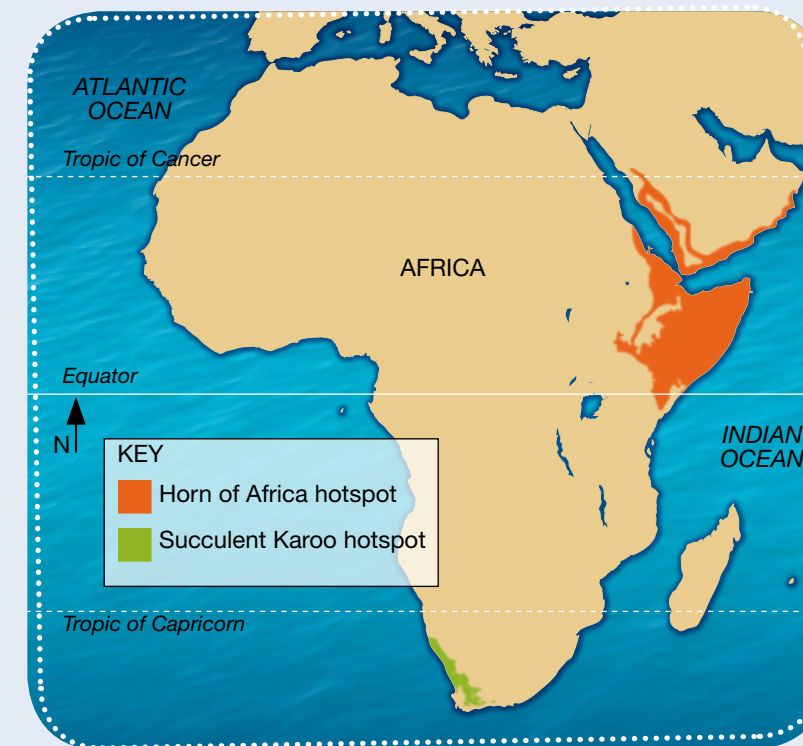 ATLANTIC
OCEAN
Tropic of Cancer
AFRICA
Equator
N
INDIAN
OCEAN
KEY
Horn of Africa hotspot
Succulent Karoo hotspot
Tropic of Capricorn